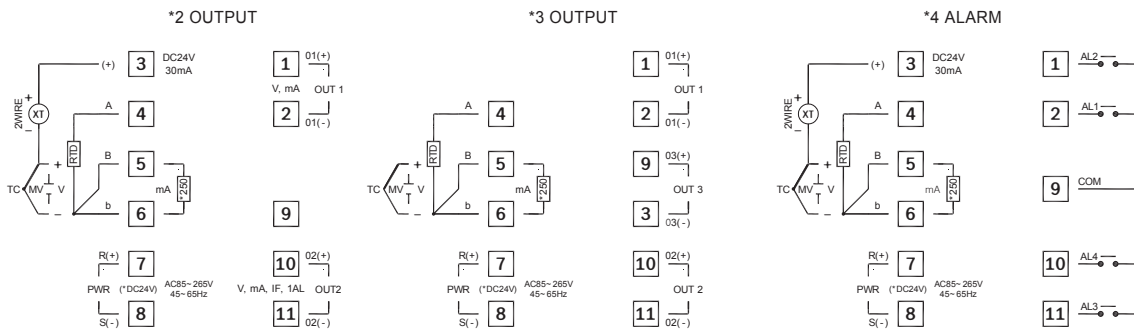 *2 OUTPUT
(+) 3 DC24V
30mA
2WIRE + XT −
A 4
RTD
B 5
TC MV V + −
mA *250
b 6
R(+) 7
PWR (*DC24V) AC85~265V
45~65Hz
S(-) 8
1 01(+)
V, mA OUT 1
2 01(-)
9
10 02(+)
V, mA, IF, 1AL OUT2
11 02(-)
*3 OUTPUT
A 4
RTD
B 5
TC MV V + −
mA *250
b 6
R(+) 7
PWR (*DC24V) AC85~265V
45~65Hz
S(-) 8
1 01(+)
OUT 1
2 01(-)
9 03(+)
OUT 3
3 03(-)
10 02(+)
OUT 2
11 02(-)
*4 ALARM
(+) 3 DC24V
30mA
2WIRE + XT −
A 4
RTD
B 5
TC MV V + −
mA *250
b 6
R(+) 7
PWR (*DC24V) AC85~265V
45~65Hz
S(-) 8
1 AL2
2 AL1
9 COM
10 AL4
11 AL3